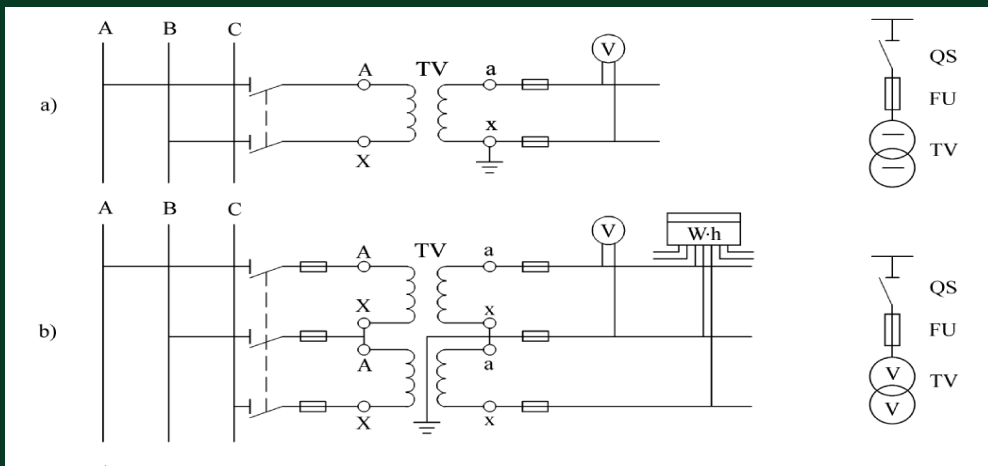 A B C
A TV a V
QS
a)
FU
X x
TV
A B C
V W·h
A TV a
QS
X x
b)
FU
A a
TV
V
V
X x